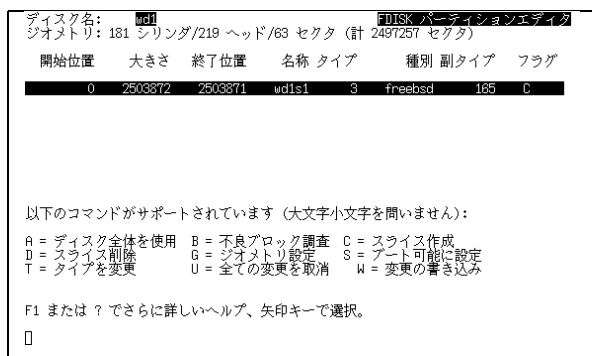 ディスク名: wd1 FDISK パーティションエディタ
ジオメトリ: 181 シリンダ/219 ヘッド/63 セクタ (計 2497257 セクタ)
開始位置 大きさ 終了位置 名称 タイプ 種別 副タイプ フラグ
0 2503872 2503871 wd1s1 3 freebsd 165 C
以下のコマンドがサポートされています (大文字小文字を問いません):
A = ディスク全体を使用 B = 不良ブロック調査 C = スライス作成
D = スライス削除 G = ジオメトリ設定 S = ブート可能に設定
T = タイプを変更 U = 全ての変更を取消 W = 変更の書き込み
F1 または ? でさらに詳しいヘルプ、矢印キーで選択。